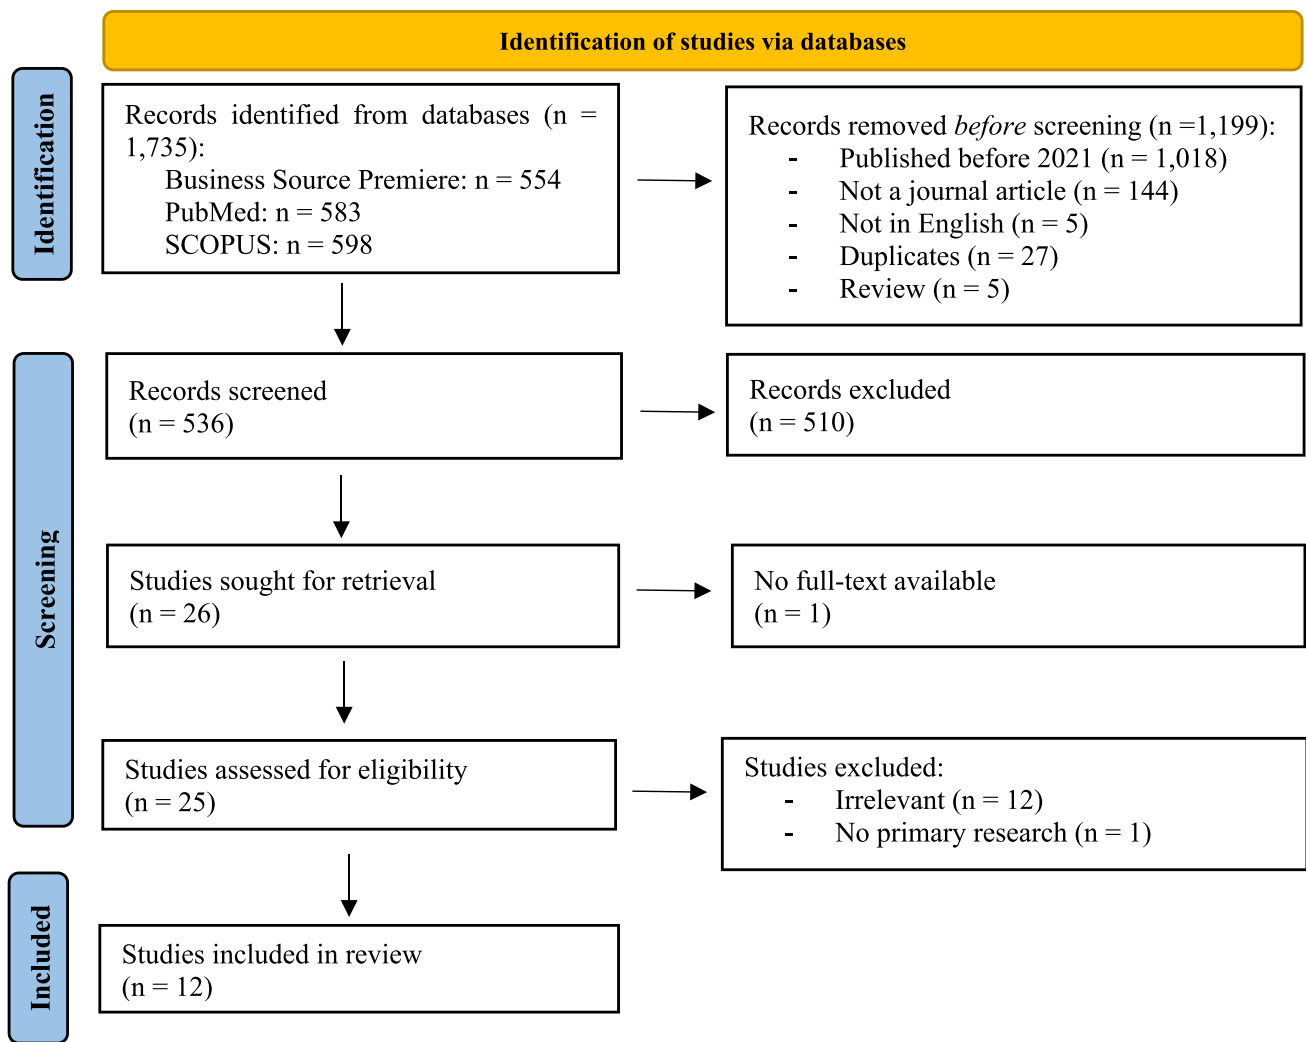 Identification of studies via databases
Identification
Records identified from databases (n =
1,735):
Business Source Premiere: n = 554
PubMed: n = 583
SCOPUS: n = 598
Records removed before screening (n =1,199):
- Published before 2021 (n = 1,018)
- Not a journal article (n = 144)
- Not in English (n = 5)
- Duplicates (n = 27)
- Review (n = 5)
Screening
Records screened
(n = 536)
Records excluded
(n = 510)
Studies sought for retrieval
(n = 26)
No full-text available
(n = 1)
Studies assessed for eligibility
(n = 25)
Studies excluded:
- Irrelevant (n = 12)
- No primary research (n = 1)
Included
Studies included in review
(n = 12)